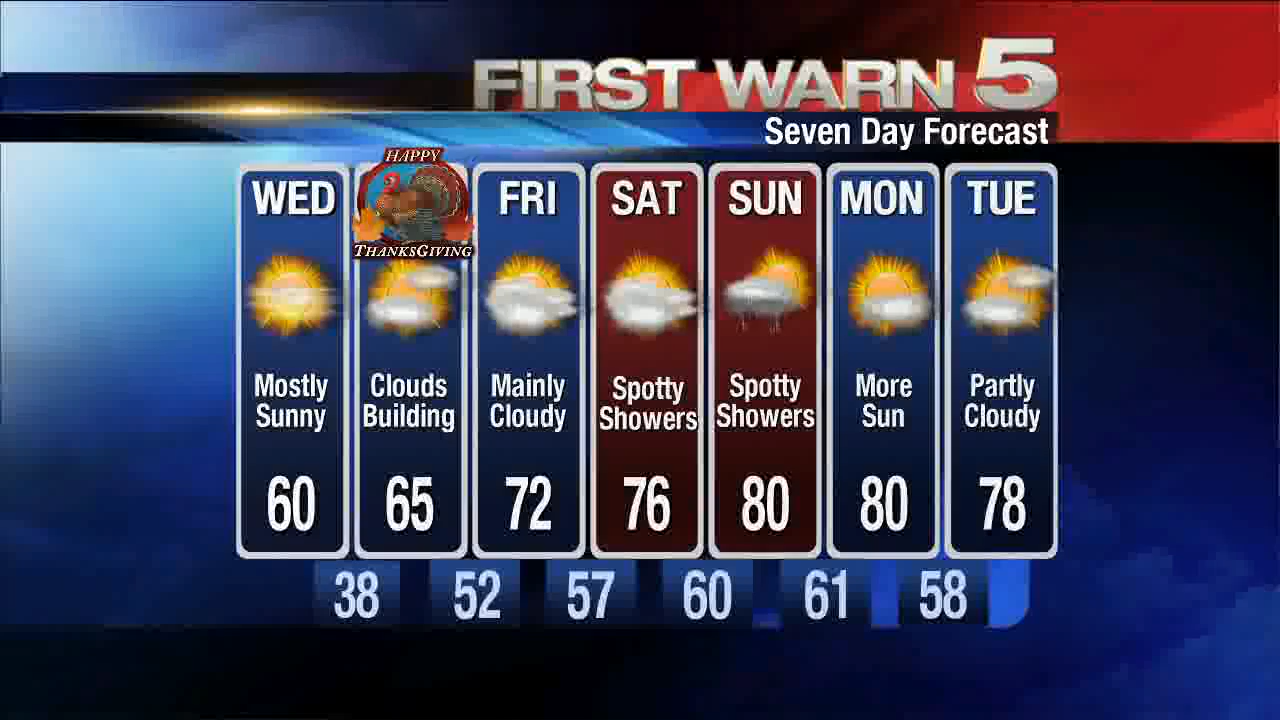 FIRST WARN 5
Seven Day Forecast
WED
HAPPY
THANKSGIVING
FRI
SAT
SUN
MON
TUE
Mostly
Sunny
Clouds
Building
Mainly
Cloudy
Spotty
Showers
Spotty
Showers
More
Sun
Partly
Cloudy
60
65
72
76
80
80
78
38
52
57
60
61
58